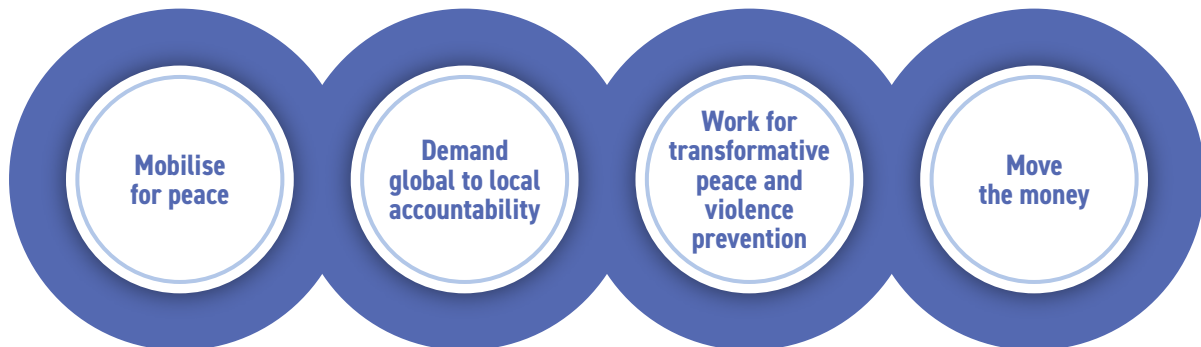 Mobilise
for peace
Demand
global to local
accountability
Work for
transformative
peace and
violence
prevention
Move
the money